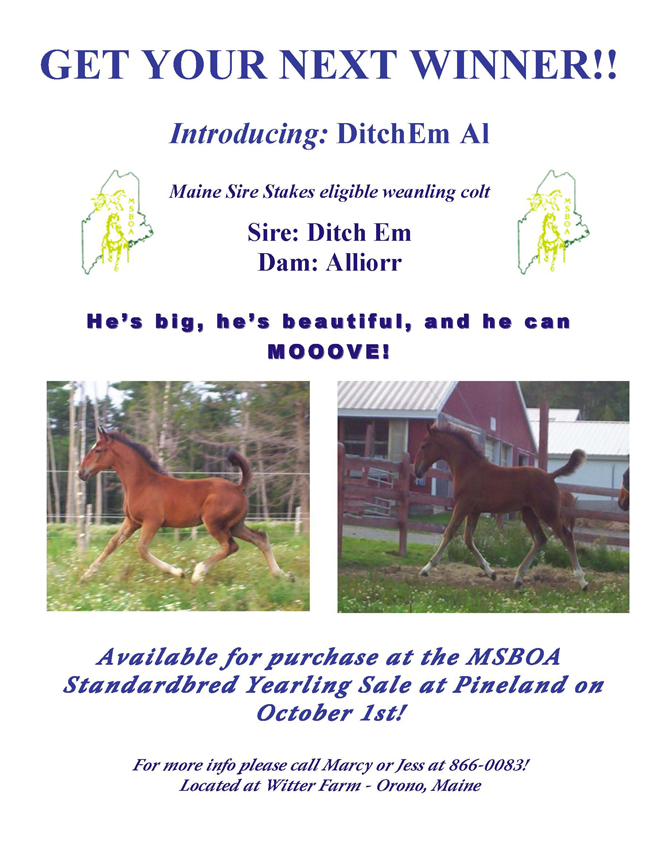 GET YOUR NEXT WINNER!!
Introducing: DitchEm Al
Maine Sire Stakes eligible weanling colt
MSBOA
MSBOA
Sire: Ditch Em
Dam: Alliorr
He's big, he's beautiful, and he can
MOOOVE!
Available for purchase at the MSBOA
Standardbred Yearling Sale at Pineland on
October 1st!
For more info please call Marcy or Jess at 866-0083!
Located at Witter Farm - Orono, Maine